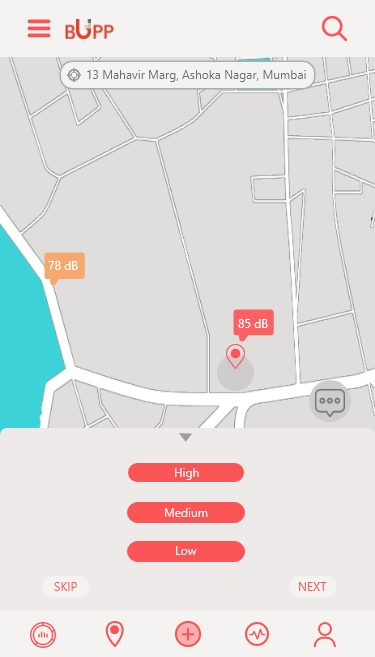 BUPP
13 Mahavir Marg, Ashoka Nagar, Mumbai
78 dB
85 dB
High
Medium
Low
SKIP
NEXT